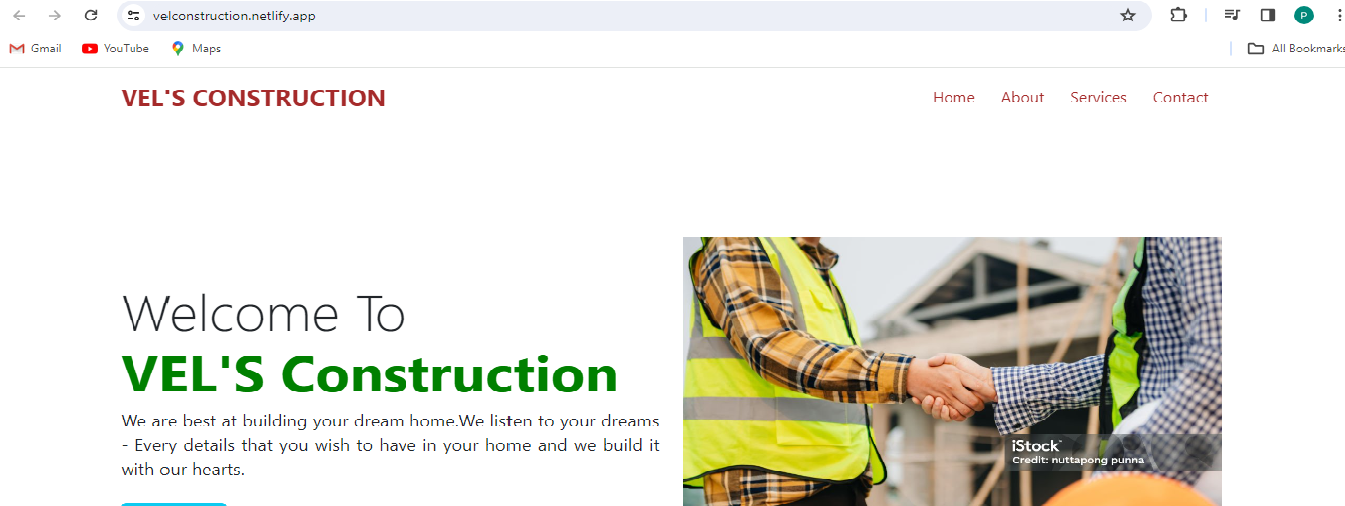 velconstruction.netlify.app
P
Gmail
YouTube
Maps
All Bookmarks
VEL'S CONSTRUCTION
Home
About
Services
Contact
Welcome To
VEL'S Construction
We are best at building your dream home.We listen to your dreams
- Every details that you wish to have in your home and we build it
with our hearts.
iStock
Credit: nuttapong punna